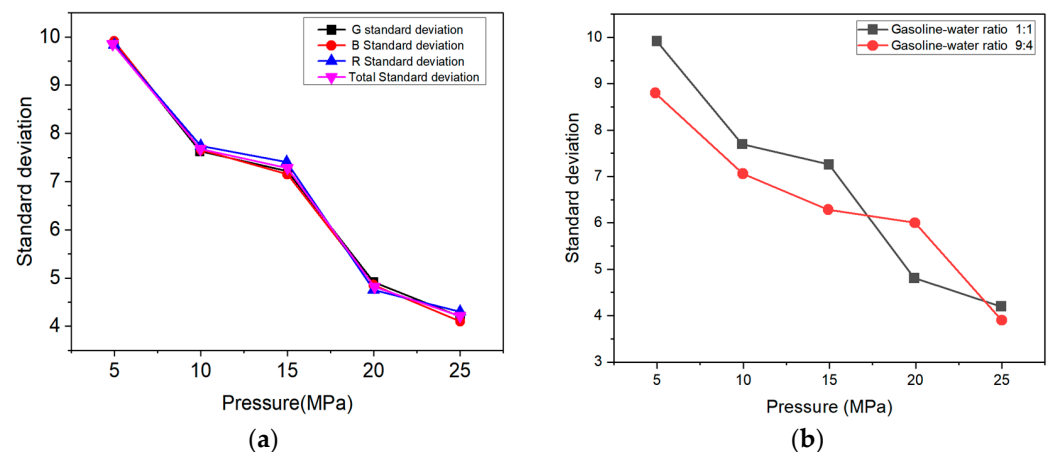 G standard deviation
B Standard deviation
R Standard deviation
Total Standard deviation
10
9
8
7
6
5
4
Standard deviation
5 10 15 20 25
Pressure(MPa)
(a)
Gasoline-water ratio 1:1
Gasoline-water ratio 9:4
10
9
8
7
6
5
4
3
Standard deviation
5 10 15 20 25
Pressure (MPa)
(b)